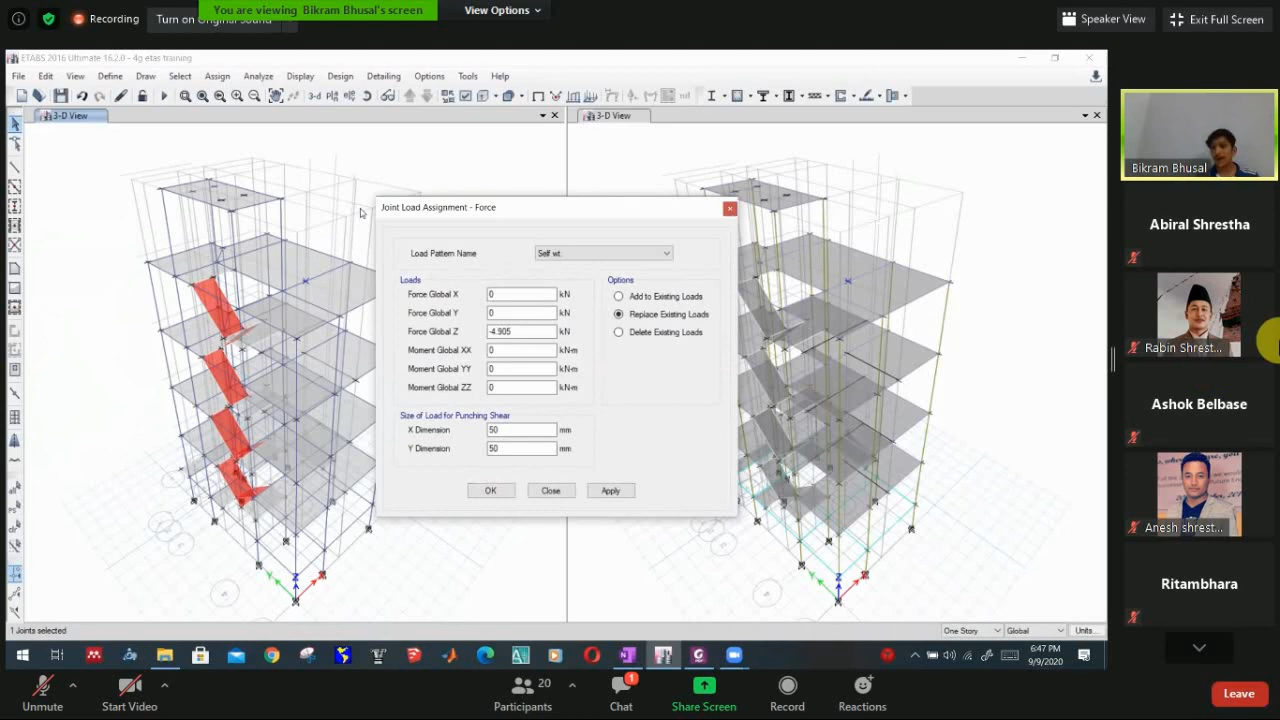 You are viewing Bikram Bhusal's screen
View Options
Recording
Turn on Original Sound
Speaker View
Exit Full Screen
ETABS 2016 Ultimate 16.2.0 - 4g etas training
File Edit View Define Draw Select Assign Analyze Display Design Detailing Options Tools Help
3-D View
3-D View
Joint Load Assignment - Force
Load Pattern Name
Self wt.
Loads
Force Global X 0 kN
Force Global Y 0 kN
Force Global Z -4.905 kN
Moment Global XX 0 kN-m
Moment Global YY 0 kN-m
Moment Global ZZ 0 kN-m
Options
Add to Existing Loads
Replace Existing Loads
Delete Existing Loads
Size of Load for Punching Shear
X Dimension 50 mm
Y Dimension 50 mm
OK Close Apply
Z
Y
1 Joints selected
One Story
Global
Units...
6:47 PM
9/9/2020
Bikram Bhusal
Abiral Shrestha
Rabin Shrest...
Ashok Belbase
Anesh shrest...
Ritambhara
Unmute
Start Video
20
Participants
1
Chat
Share Screen
Record
Reactions
Leave